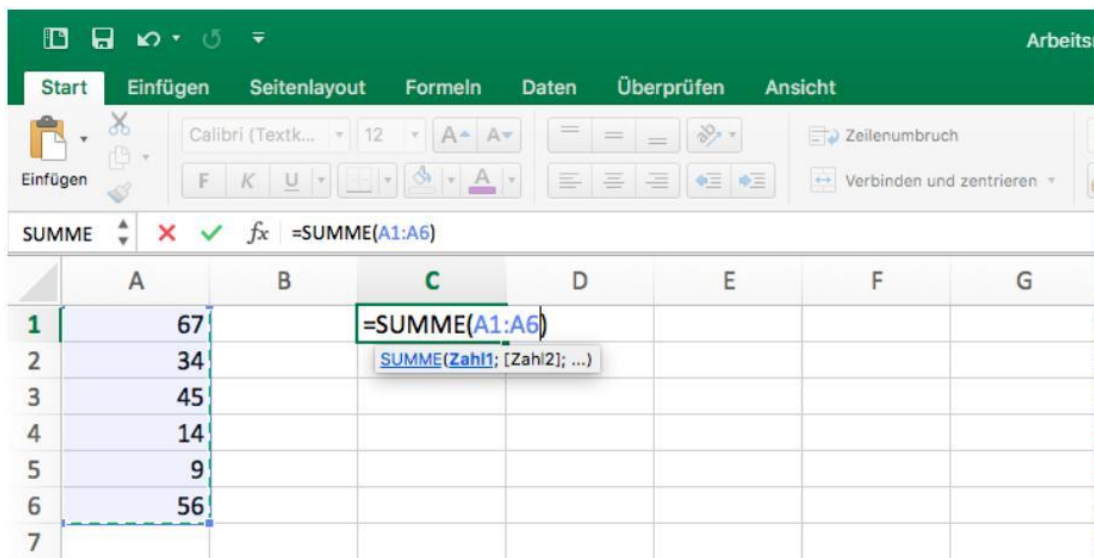 Arbeits
Start Einfügen Seitenlayout Formeln Daten Überprüfen Ansicht
Calibri (Textk... 12 A A Zeilenumbruch
Einfügen F K U A Verbinden und zentrieren
SUMME fx =SUMME(A1:A6)
A B C D E F G
1 67 =SUMME(A1:A6)
2 34 SUMME(Zahl1; [Zahl2]; ...)
3 45
4 14
5 9
6 56
7